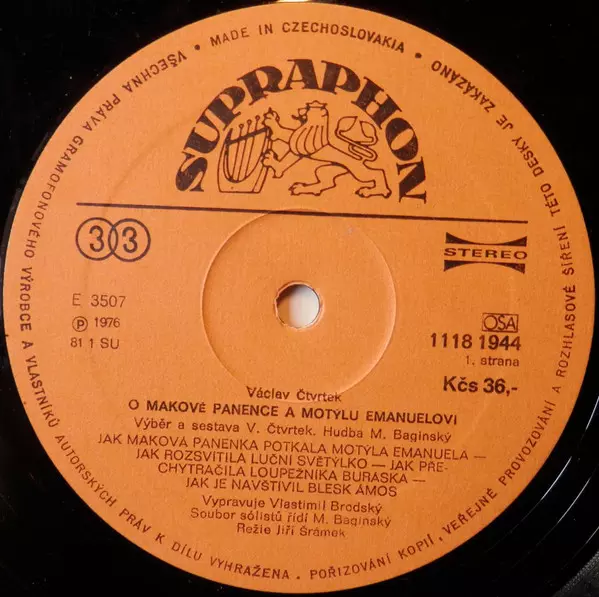 VŠECHNA PRÁVA GRAMOFONOVÉHO VÝROBCE A VLASTNÍKŮ AUTORSKÝCH PRÁV K DÍLU VYHRAŽENA. • POŘIZOVÁNÍ KOPIÍ, VEŘEJNÉ PROVOZOVÁNÍ A ROZHLASOVÉ ŠÍŘENÍ TÉTO DESKY JE ZAKÁZÁNO
• MADE IN CZECHOSLOVAKIA •
SUPRAPHON
33
STEREO
E 3507
℗ 1976
81 1 SU
OSA
1118 1944
1. strana
Kčs 36,-
Václav Čtvrtek
O MAKOVÉ PANENCE A MOTÝLU EMANUELOVI
Výběr a sestava V. Čtvrtek. Hudba M. Baginský
JAK MAKOVÁ PANENKA POTKALA MOTÝLA EMANUELA —
JAK ROZSVÍTILA LUČNÍ SVĚTÝLKO — JAK PŘE-
CHYTRAČILA LOUPEŽNÍKA BURASKA —
JAK JE NAVŠTÍVIL BLESK ÁMOS
Vypravuje Vlastimil Brodský
Soubor sólistů řídí M. Baginský
Režie Jiří Šrámek